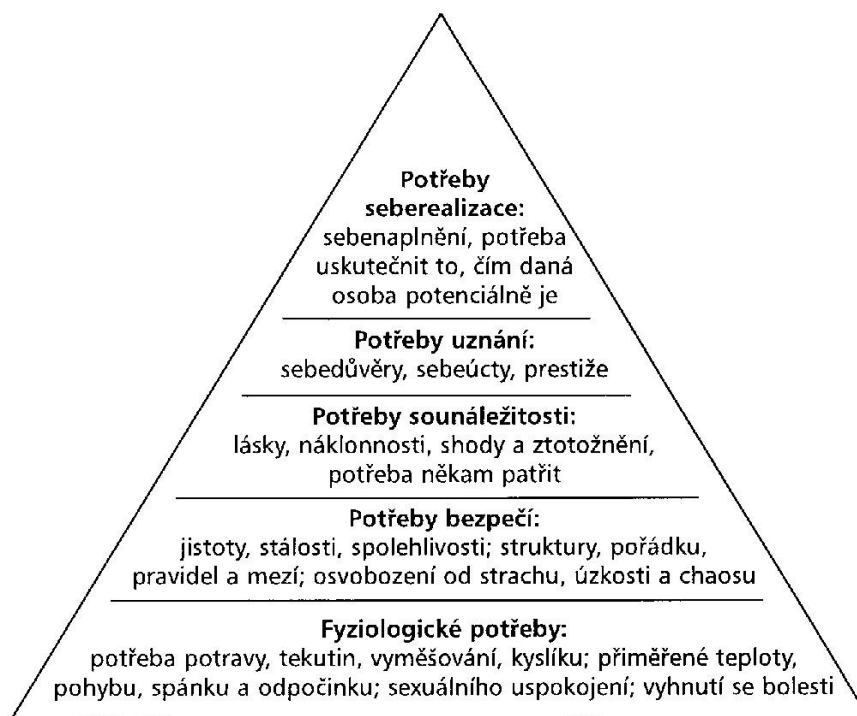 Potřeby
seberealizace:
sebenaplnění, potřeba
uskutečnit to, čím daná
osoba potenciálně je
Potřeby uznání:
sebedůvěry, sebeúcty, prestiže
Potřeby sounáležitosti:
lásky, náklonnosti, shody a ztotožnění,
potřeba někam patřit
Potřeby bezpečí:
jistoty, stálosti, spolehlivosti; struktury, pořádku,
pravidel a mezí; osvobození od strachu, úzkosti a chaosu
Fyziologické potřeby:
potřeba potravy, tekutin, vyměšování, kyslíku; přiměřené teploty,
pohybu, spánku a odpočinku; sexuálního uspokojení; vyhnutí se bolesti